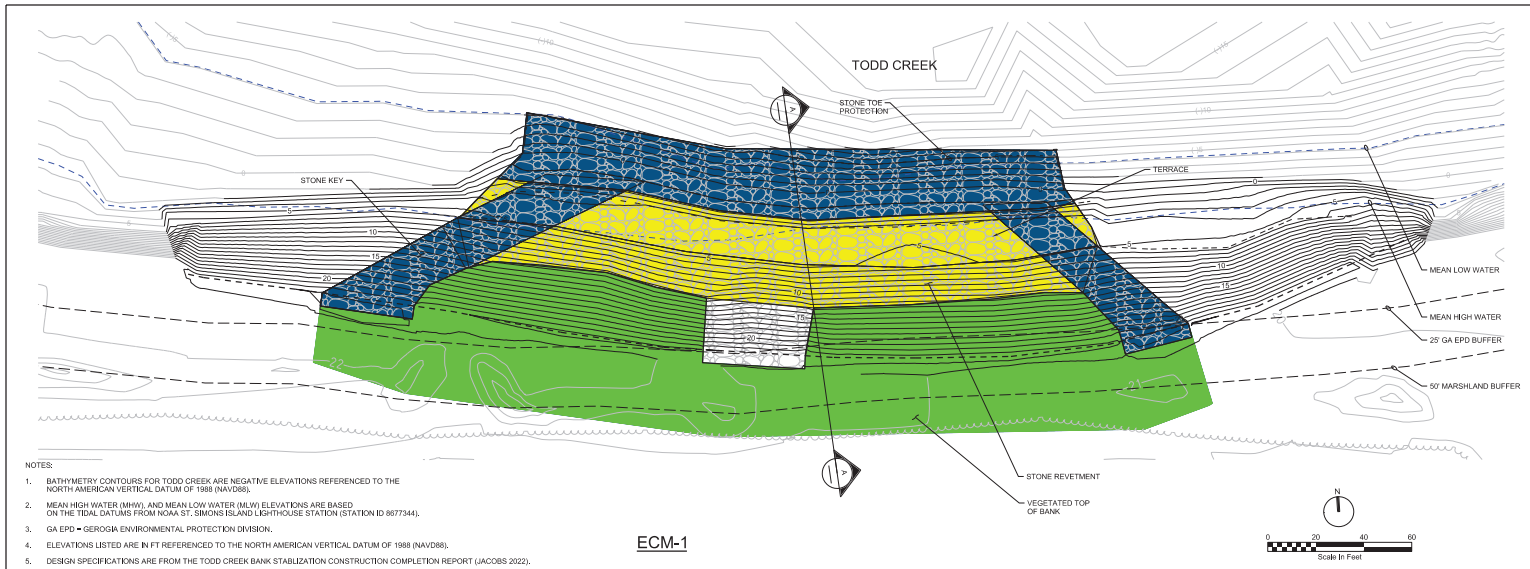 TODD CREEK
STONE TOE
PROTECTION
STONE KEY
TERRACE
A
(-)10
(-)10
0
5
5
5
10
10
15
15
20
5
5
5
10
15
20
22
21
MEAN LOW WATER
MEAN HIGH WATER
25' GA EPD BUFFER
50' MARSHLAND BUFFER
A
STONE REVETMENT
VEGETATED TOP
OF BANK
NOTES:
1. BATHYMETRY CONTOURS FOR TODD CREEK ARE NEGATIVE ELEVATIONS REFERENCED TO THE
NORTH AMERICAN VERTICAL DATUM OF 1988 (NAVD88).
2. MEAN HIGH WATER (MHW), AND MEAN LOW WATER (MLW) ELEVATIONS ARE BASED
ON THE TIDAL DATUMS FROM NOAA ST. SIMONS ISLAND LIGHTHOUSE STATION (STATION ID 8677344).
3. GA EPD = GEROGIA ENVIRONMENTAL PROTECTION DIVISION.
4. ELEVATIONS LISTED ARE IN FT REFERENCED TO THE NORTH AMERICAN VERTICAL DATUM OF 1988 (NAVD88).
5. DESIGN SPECIFICATIONS ARE FROM THE TODD CREEK BANK STABLIZATION CONSTRUCTION COMPLETION REPORT (JACOBS 2022).
ECM-1
N
0 20 40 60
Scale In Feet